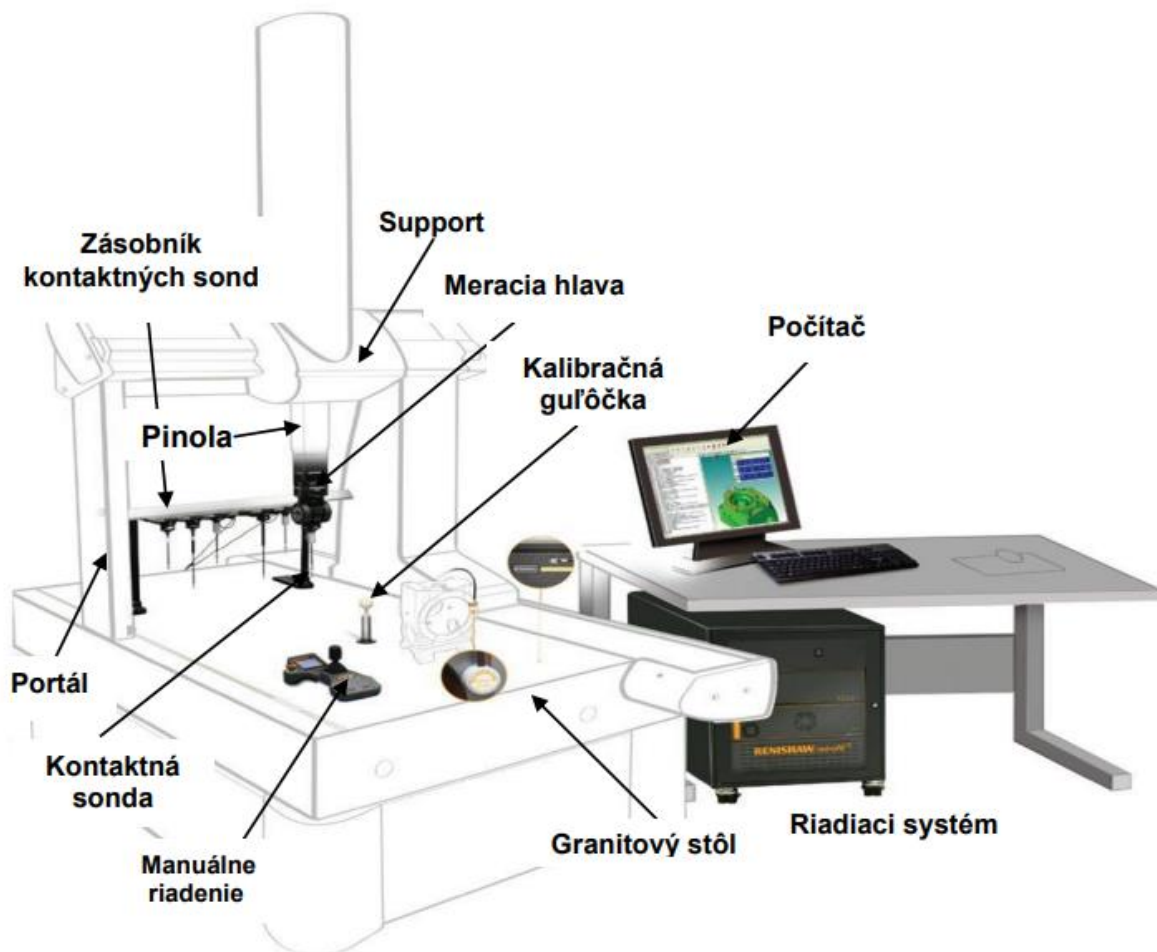 Support
Zásobník
kontaktných sond
Meracia hlava
Počítač
Kalibračná
guľôčka
Pinola
Portál
Kontaktná
sonda
RENISHAW
Riadiaci systém
Granitový stôl
Manuálne
riadenie